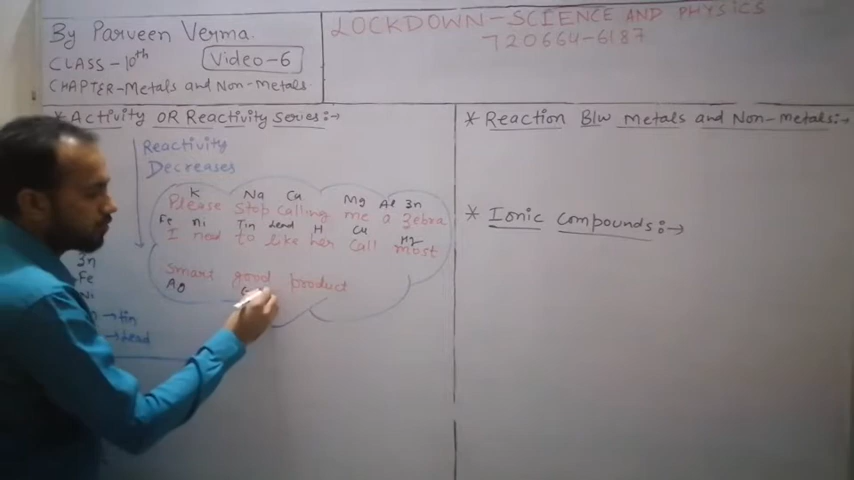 By Parveen Verma.
CLASS-10th
Video-6
CHAPTER-Metals and Non-metals.
LOCKDOWN-SCIENCE AND PHYSICS
720664-6187
* Activity OR Reactivity Series:→
Reactivity
Decreases
K Na Ca Mg Al Zn
Please Stop calling me a Zebra
Fe Ni Tin Lead H Cu Hg
I need to like her call most
Smart good product
Zn
Fe
Ni
→tin
→Lead
* Reaction B/w Metals and Non-metals:→
* Ionic compounds:→